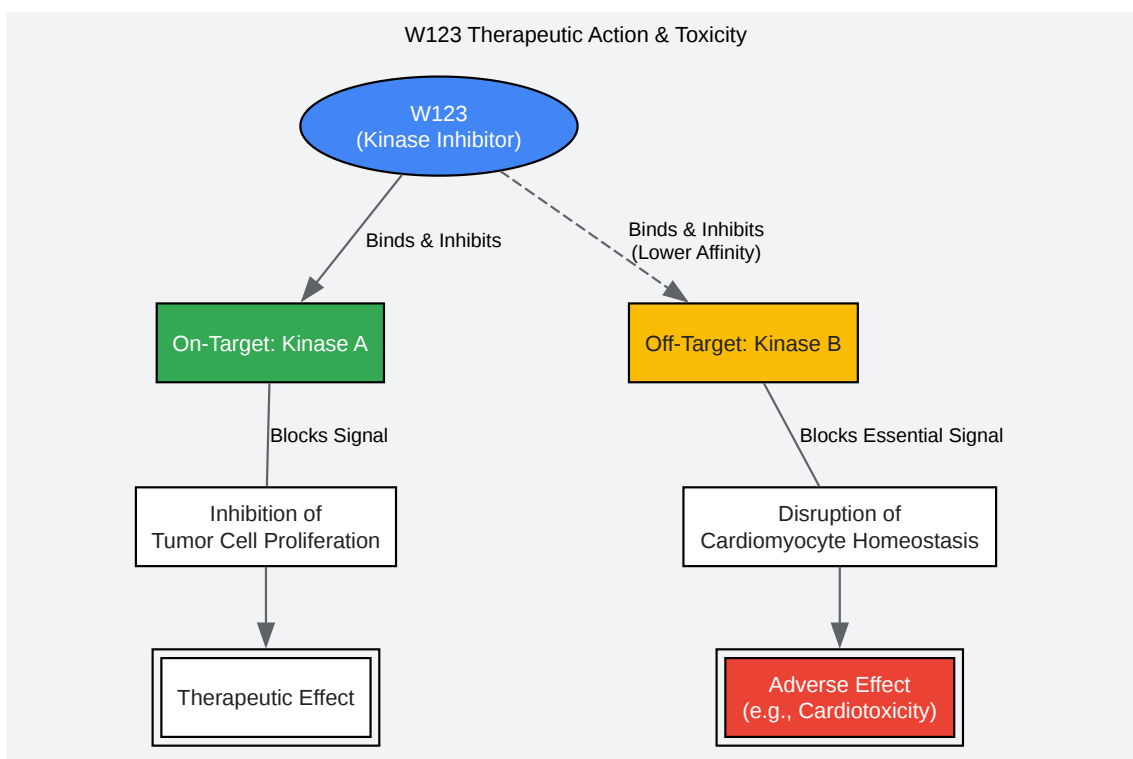 W123 Therapeutic Action & Toxicity
W123
(Kinase Inhibitor)
Binds & Inhibits
Binds & Inhibits
(Lower Affinity)
On-Target: Kinase A
Off-Target: Kinase B
Blocks Signal
Blocks Essential Signal
Inhibition of
Tumor Cell Proliferation
Disruption of
Cardiomyocyte Homeostasis
Therapeutic Effect
Adverse Effect
(e.g., Cardiotoxicity)